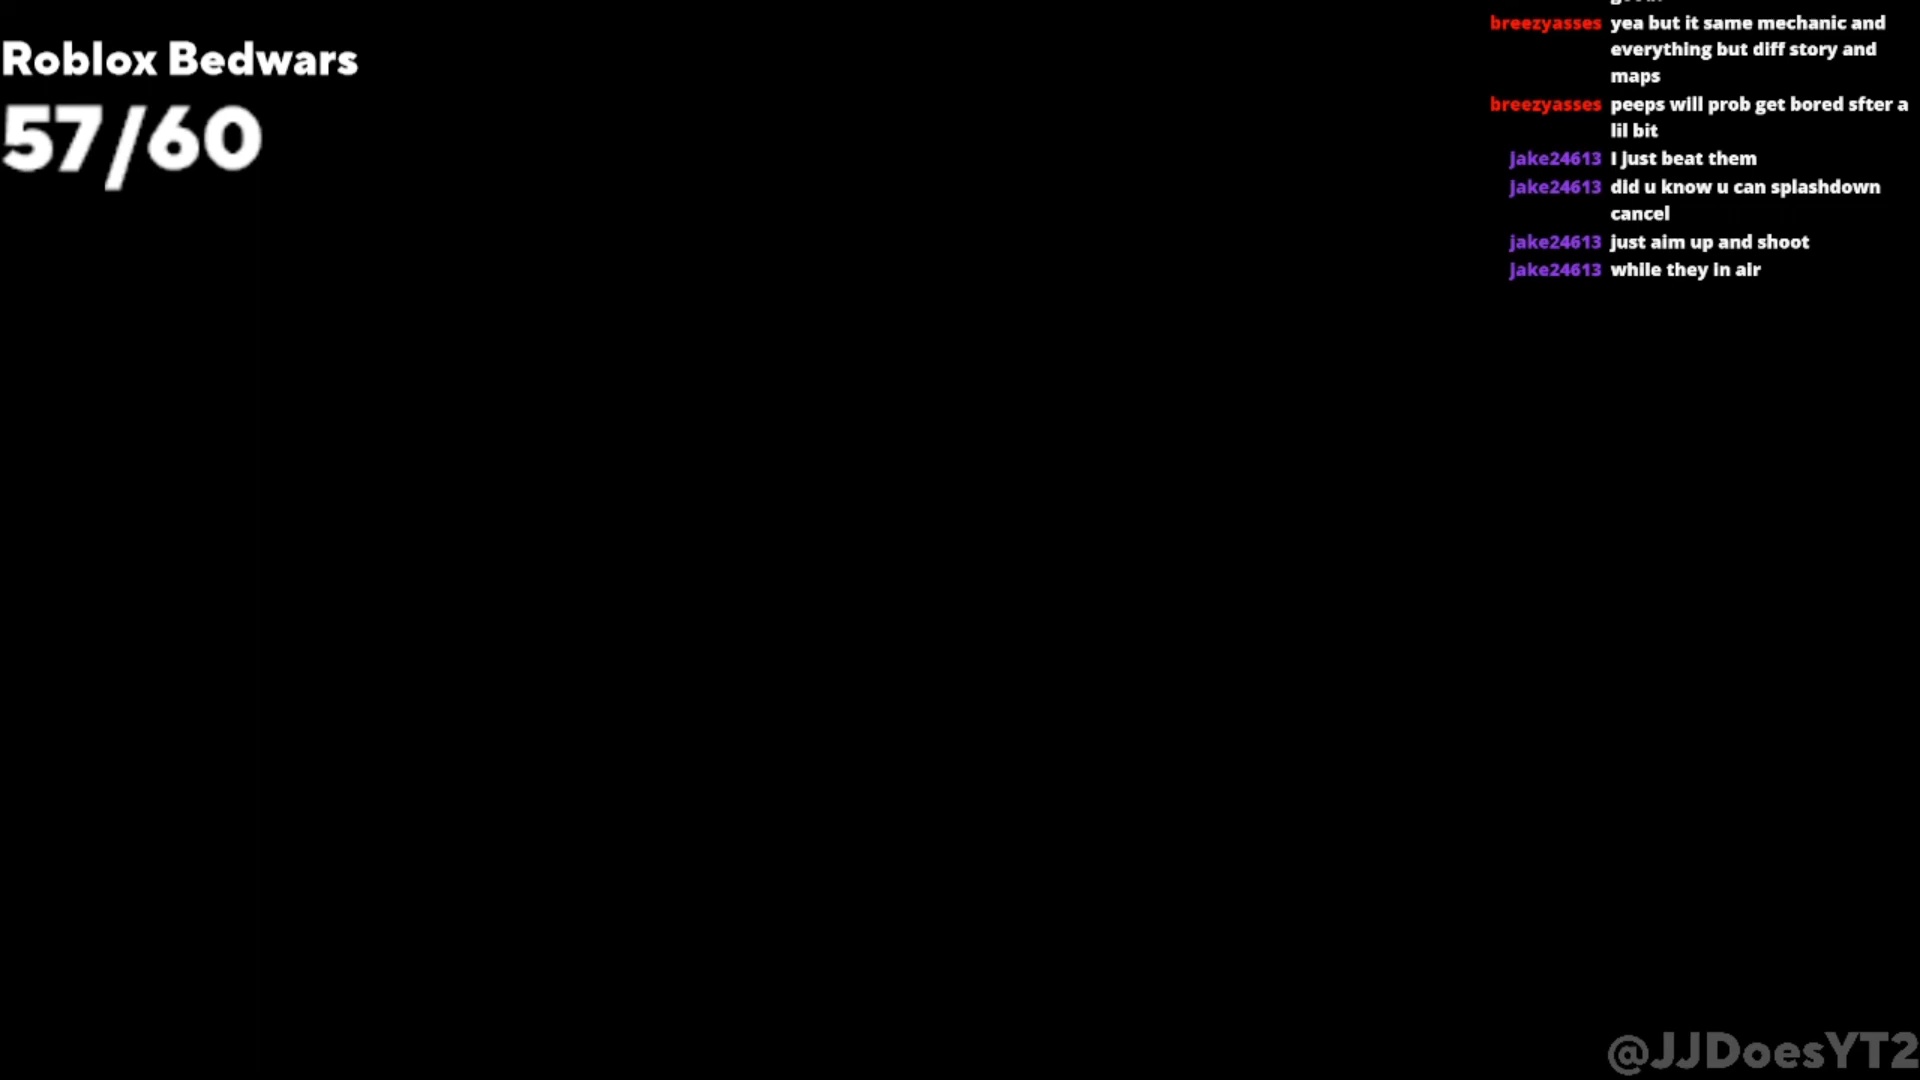 Roblox Bedwars
57/60
breezyasses yea but it same mechanic and
everything but diff story and
maps
breezyasses peeps will prob get bored sfter a
lil bit
jake24613 I just beat them
jake24613 did u know u can splashdown
cancel
jake24613 just aim up and shoot
jake24613 while they in air
@JJDoesYT2